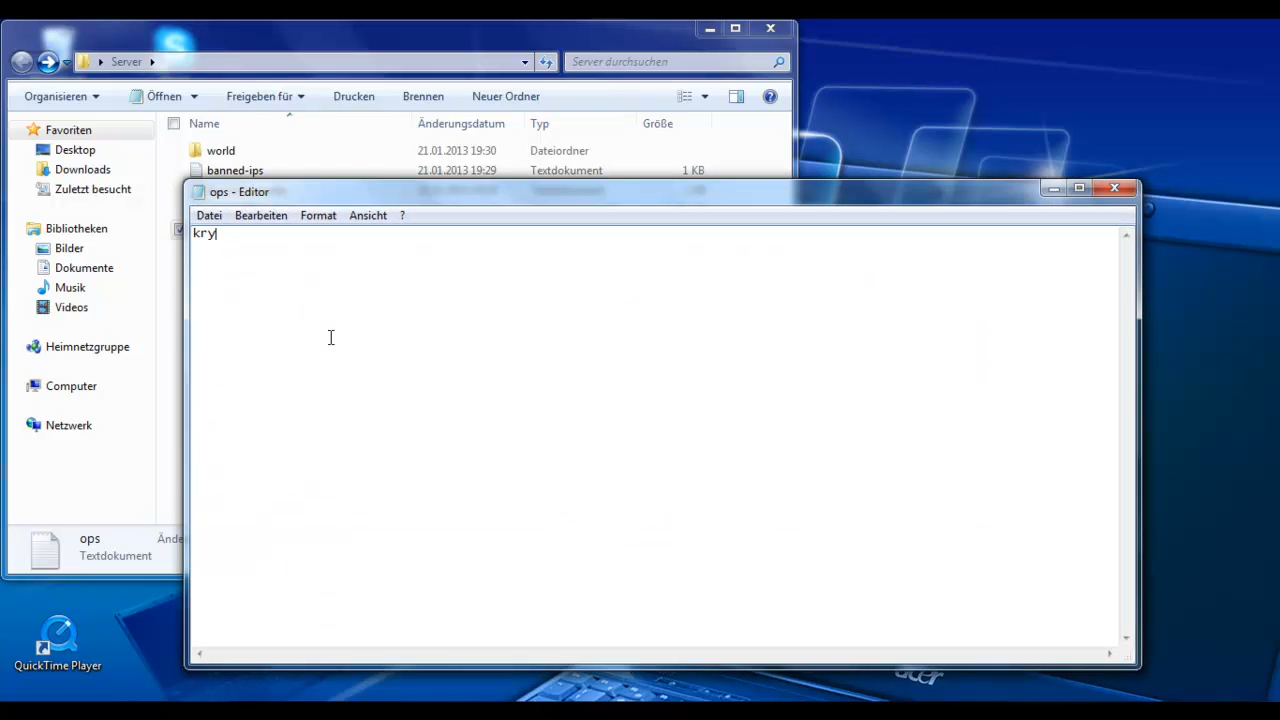 Server
Server durchsuchen
Organisieren
Öffnen
Freigeben für
Drucken
Brennen
Neuer Ordner
Favoriten
Desktop
Downloads
Zuletzt besucht
Bibliotheken
Bilder
Dokumente
Musik
Videos
Heimnetzgruppe
Computer
Netzwerk
Name Änderungsdatum Typ Größe
world 21.01.2013 19:30 Dateiordner
banned-ips 21.01.2013 19:29 Textdokument 1 KB
ops - Editor
Datei Bearbeiten Format Ansicht ?
kry
ops Ände
Textdokument
QuickTime Player
acer